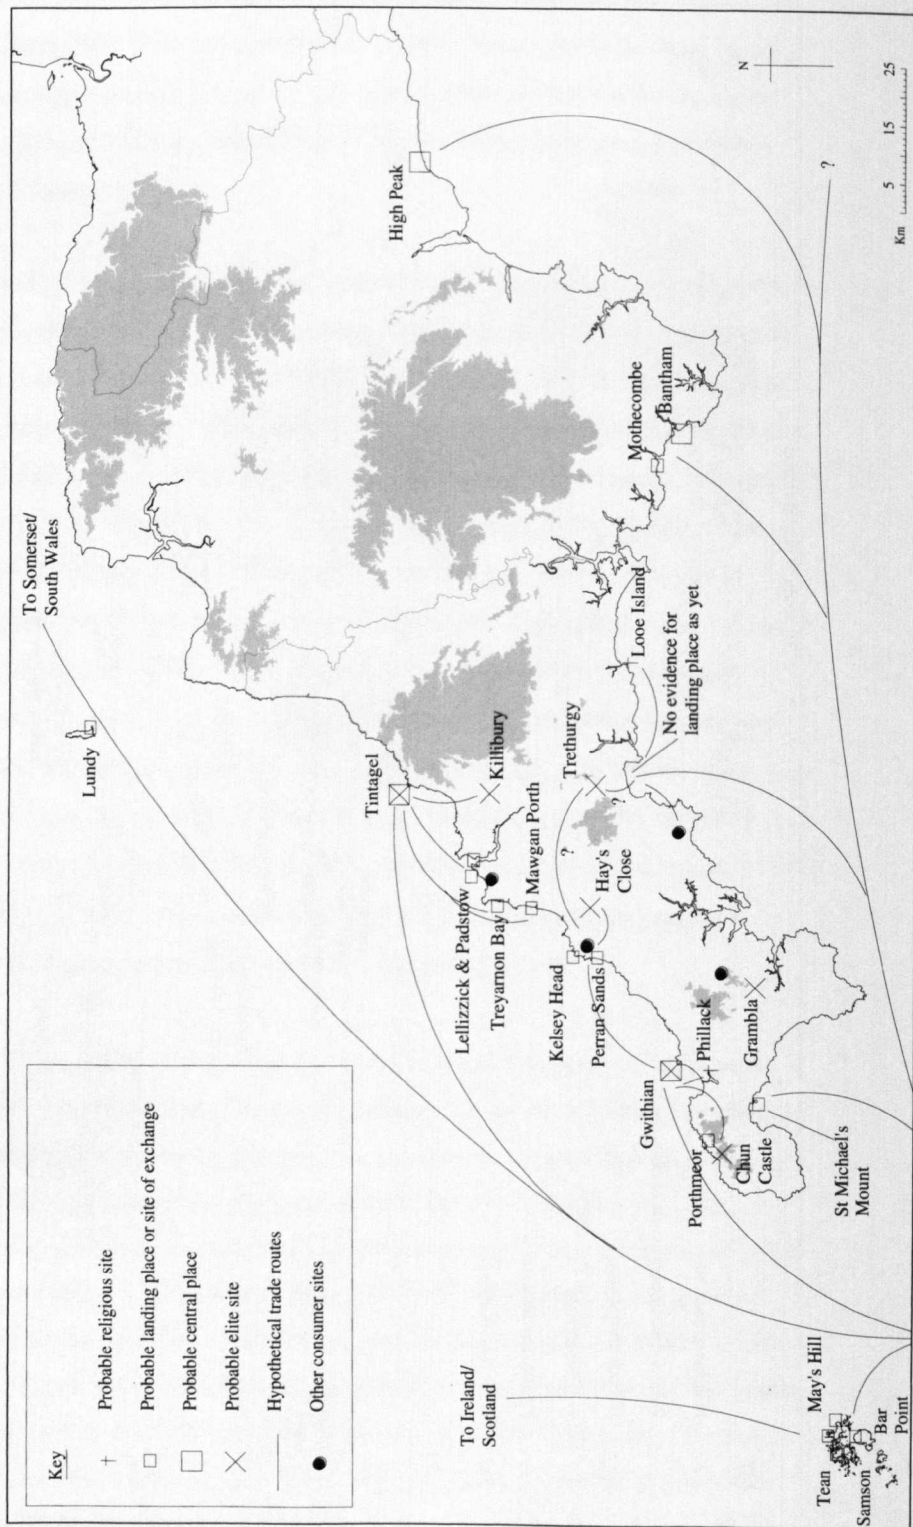 Key
Probable religious site
Probable landing place or site of exchange
Probable central place
Probable elite site
Hypothetical trade routes
Other consumer sites
To Somerset/
South Wales
Lundy
Tintagel
Killibury
Lellizzick & Padstow
Treyarnon Bay
Mawgan Porth
?
Trethurgy
?
Hay's
Close
Kelsey Head
Perran Sands
Gwithian
Phillack
Grambla
Porthmeor
Chun
Castle
St Michael's
Mount
Looe Island
No evidence for
landing place as yet
Mothecombe
Bantham
High Peak
?
To Ireland/
Scotland
May's Hill
Tean
Samson
Bar
Point
N
Km
5
15
25